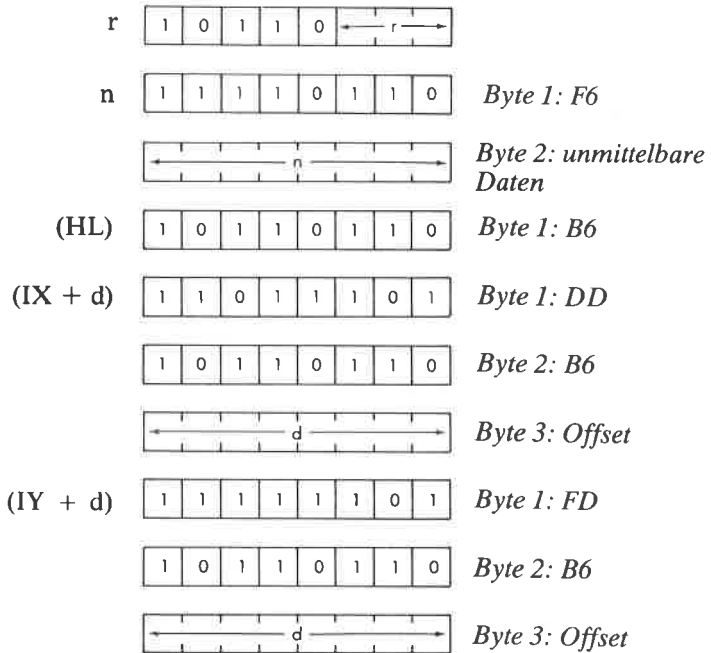 r 1 0 1 1 0 r
n 1 1 1 1 0 1 1 0 Byte 1: F6
n Byte 2: unmittelbare
Daten
(HL) 1 0 1 1 0 1 1 0 Byte 1: B6
(IX + d) 1 1 0 1 1 1 0 1 Byte 1: DD
1 0 1 1 0 1 1 0 Byte 2: B6
d Byte 3: Offset
(IY + d) 1 1 1 1 1 1 0 1 Byte 1: FD
1 0 1 1 0 1 1 0 Byte 2: B6
d Byte 3: Offset